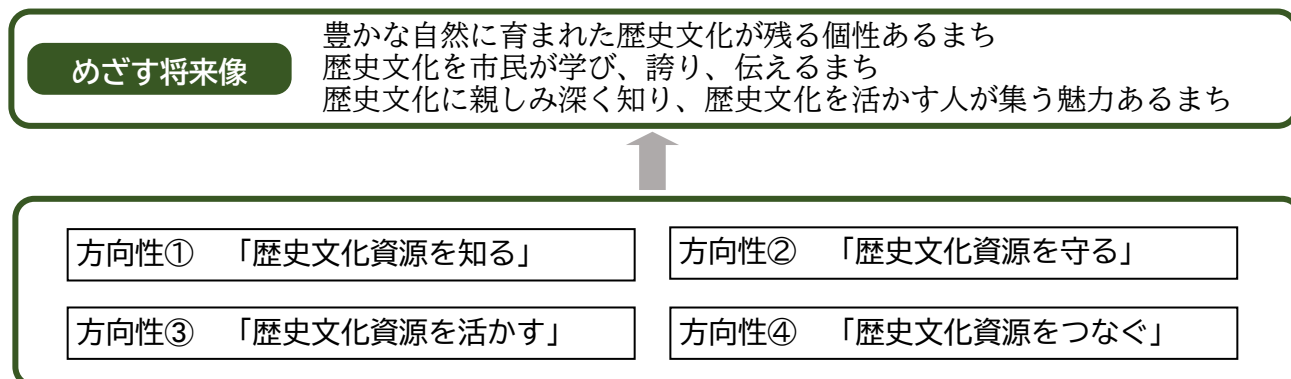 めざす将来像
豊かな自然に育まれた歴史文化が残る個性あるまち
歴史文化を市民が学び、誇り、伝えるまち
歴史文化に親しみ深く知り、歴史文化を活かす人が集う魅力あるまち
方向性① 「歴史文化資源を知る」
方向性② 「歴史文化資源を守る」
方向性③ 「歴史文化資源を活かす」
方向性④ 「歴史文化資源をつなぐ」